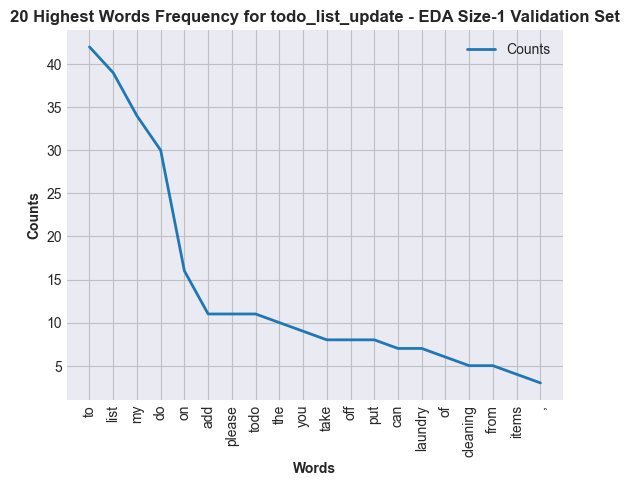 20 Highest Words Frequency for todo_list_update - EDA Size-1 Validation Set
Counts
40
35
30
25
20
15
10
5
Counts
to
list
my
do
on
add
please
todo
the
you
take
off
put
can
laundry
of
cleaning
from
items
,
Words